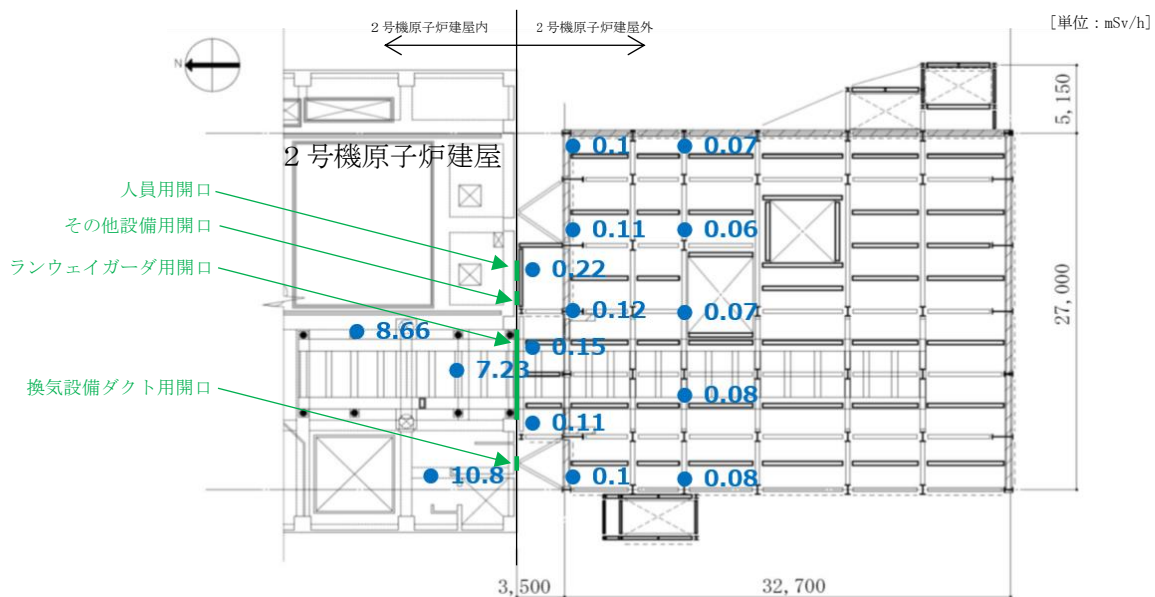 [単位：mSv/h]
２号機原子炉建屋内
２号機原子炉建屋外
N
5,150
0.1
0.07
２号機原子炉建屋
人員用開口
その他設備用開口
0.11
0.06
ランウェイガーダ用開口
0.22
27,000
0.12
0.07
8.66
0.15
7.23
換気設備ダクト用開口
0.08
0.11
10.8
0.1
0.08
3,500
32,700